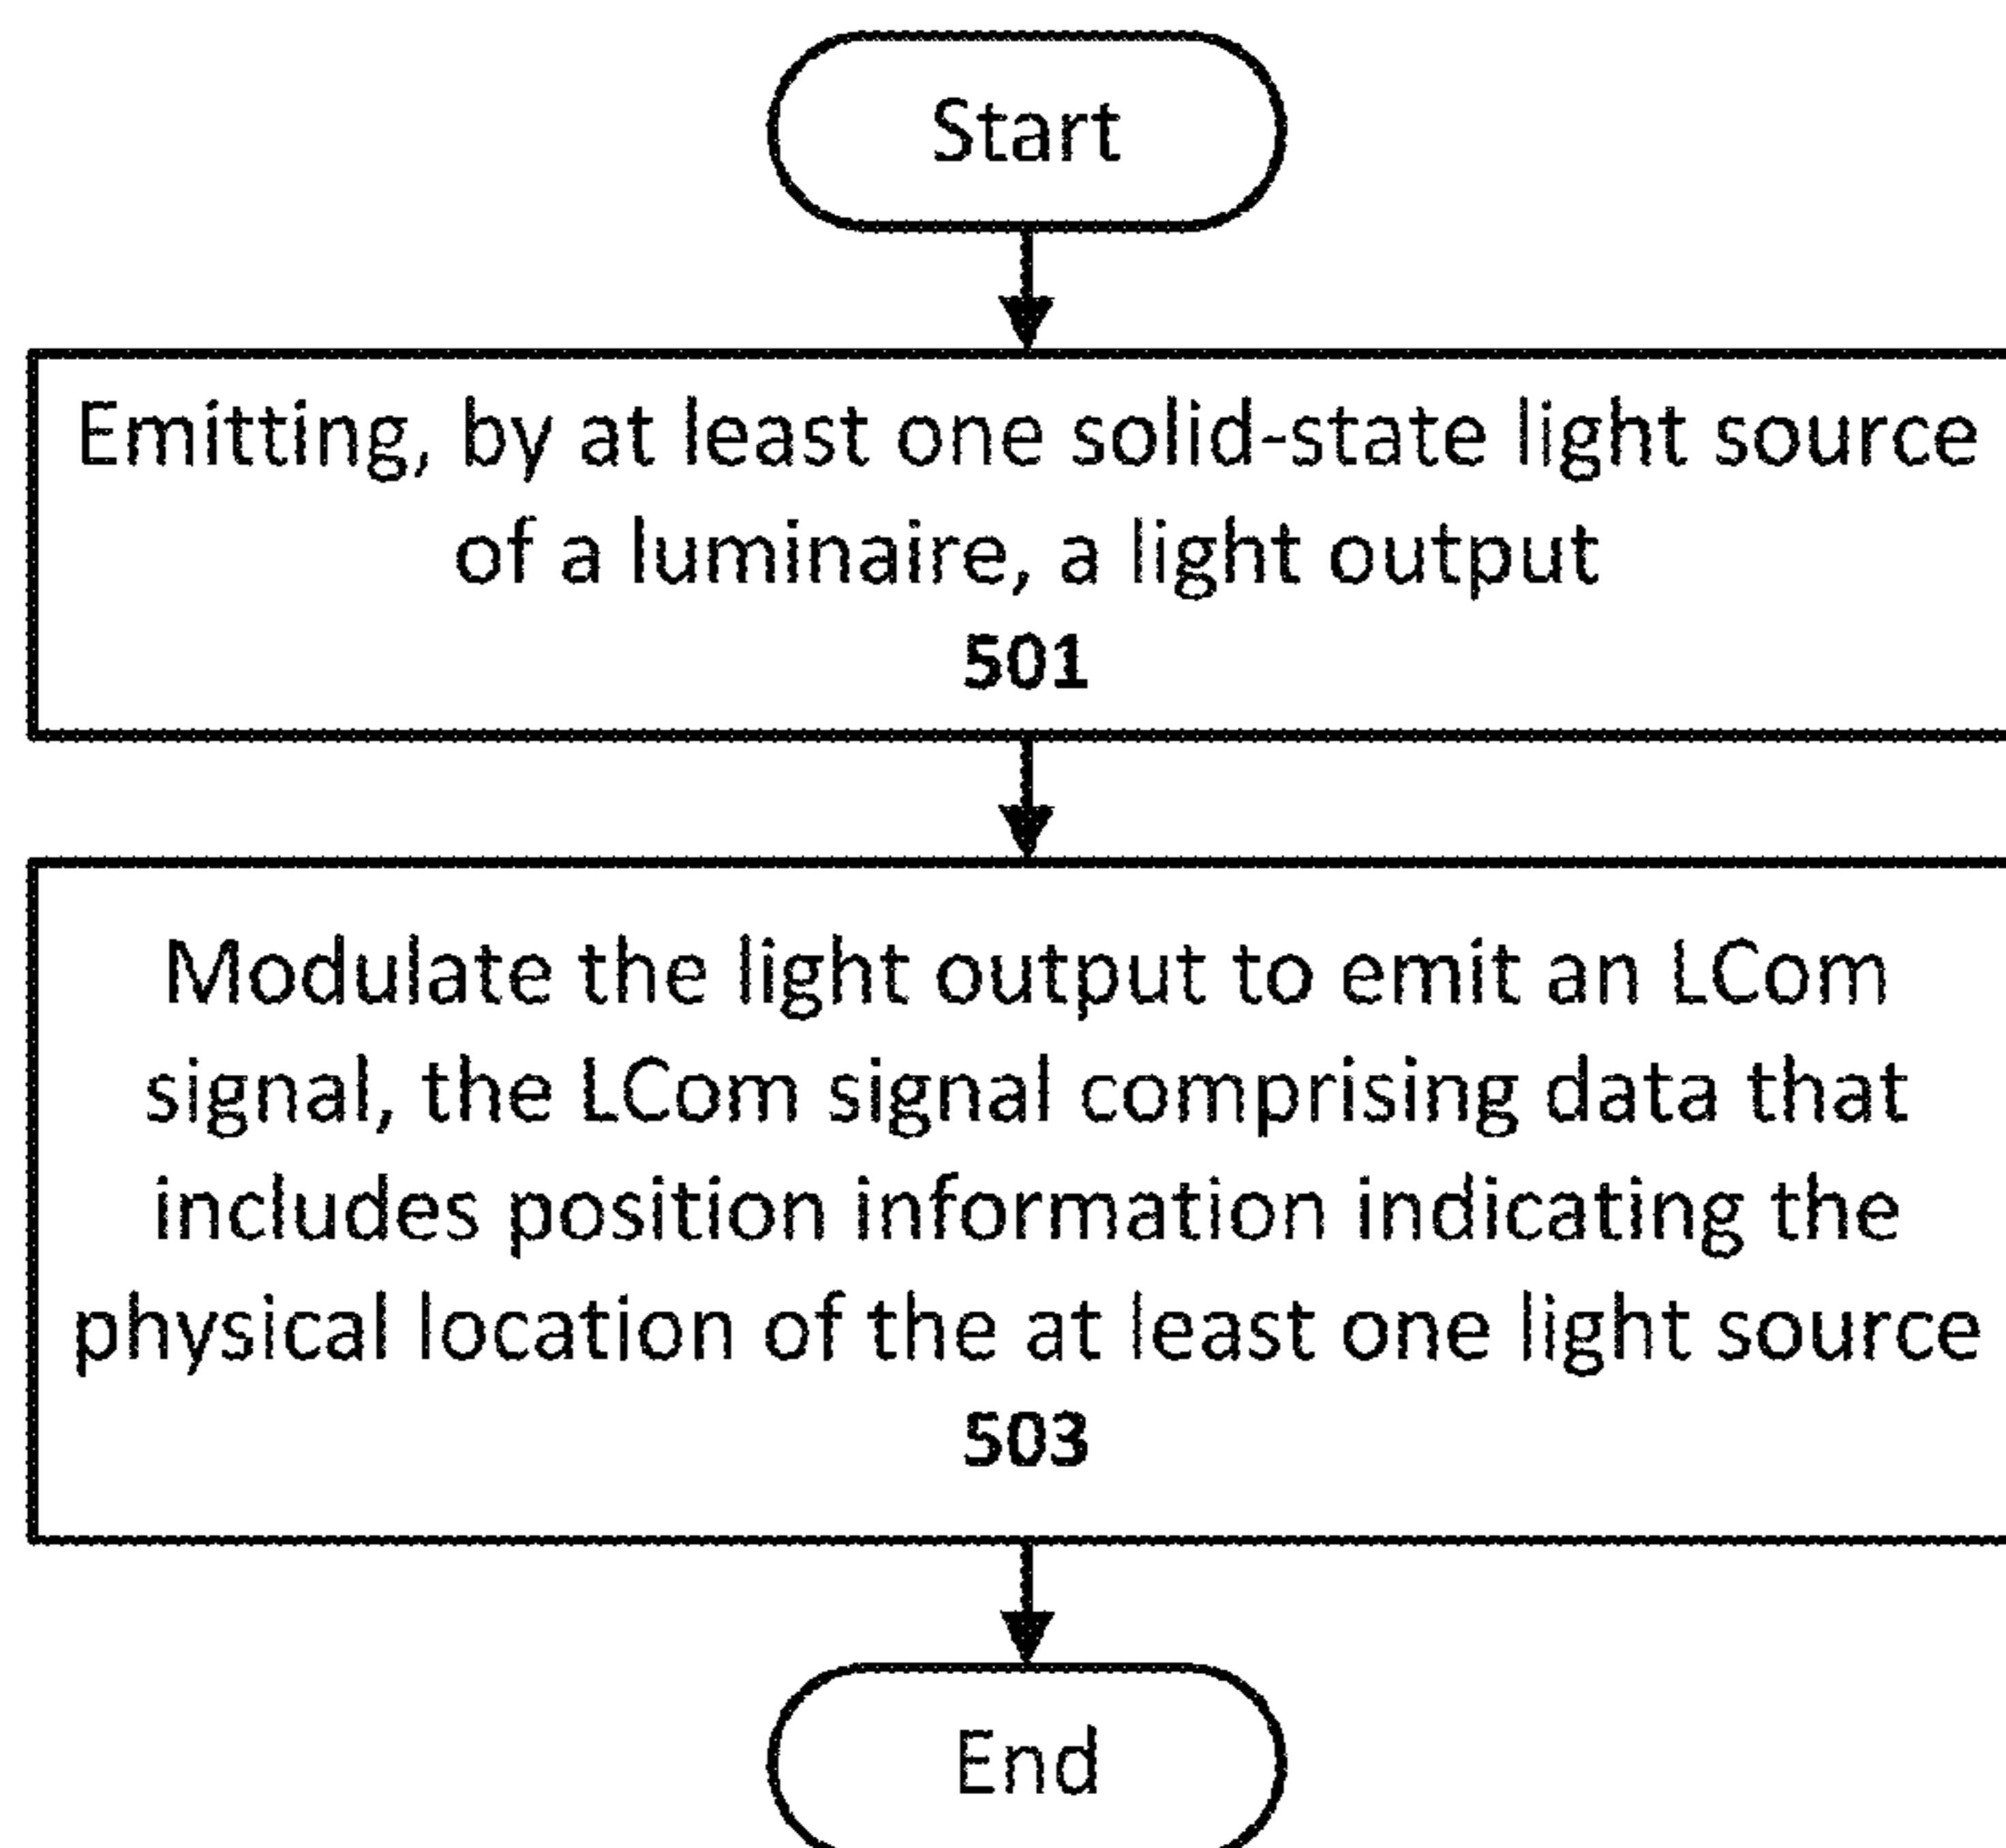 Start
Emitting, by at least one solid-state light source
of a luminaire, a light output
501
Modulate the light output to emit an LCom
signal, the LCom signal comprising data that
includes position information indicating the
physical location of the at least one light source
503
End